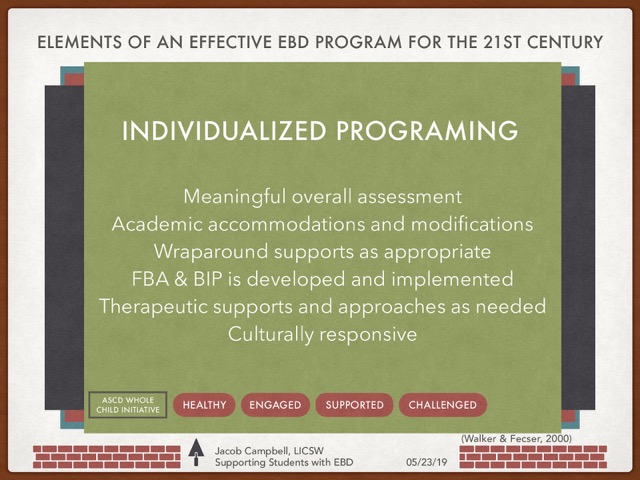 ELEMENTS OF AN EFFECTIVE EBD PROGRAM FOR THE 21ST CENTURY
INDIVIDUALIZED PROGRAMING
Meaningful overall assessment
Academic accommodations and modifications
Wraparound supports as appropriate
FBA & BIP is developed and implemented
Therapeutic supports and approaches as needed
Culturally responsive
ASCD WHOLE
CHILD INITIATIVE
HEALTHY
ENGAGED
SUPPORTED
CHALLENGED
(Walker & Fecser, 2000)
Jacob Campbell, LICSW
Supporting Students with EBD
05/23/19